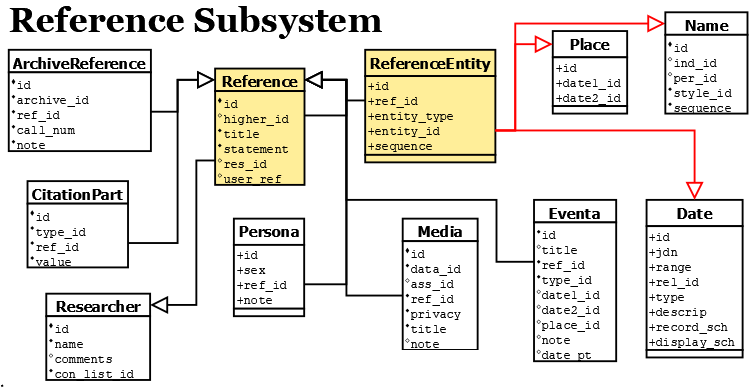 Reference Subsystem
ArchiveReference
id
archive_id
ref_id
call_num
note
Reference
id
higher_id
title
statement
res_id
user_ref
ReferenceEntity
+id
+ref_id
+entity_type
+entity_id
+sequence
Place
+id
+date1_id
+date2_id
Name
id
ind_id
per_id
style_id
sequence
CitationPart
id
type_id
ref_id
value
Persona
+id
+sex
+ref_id
+note
Media
id
data_id
ass_id
ref_id
privacy
title
note
Eventa
id
title
ref_id
type_id
date1_id
date2_id
place_id
note
date_pt
Date
+id
+jdn
+range
+rel_id
+type
+descrip
+record_sch
+display_sch
Researcher
id
name
comments
con_list_id